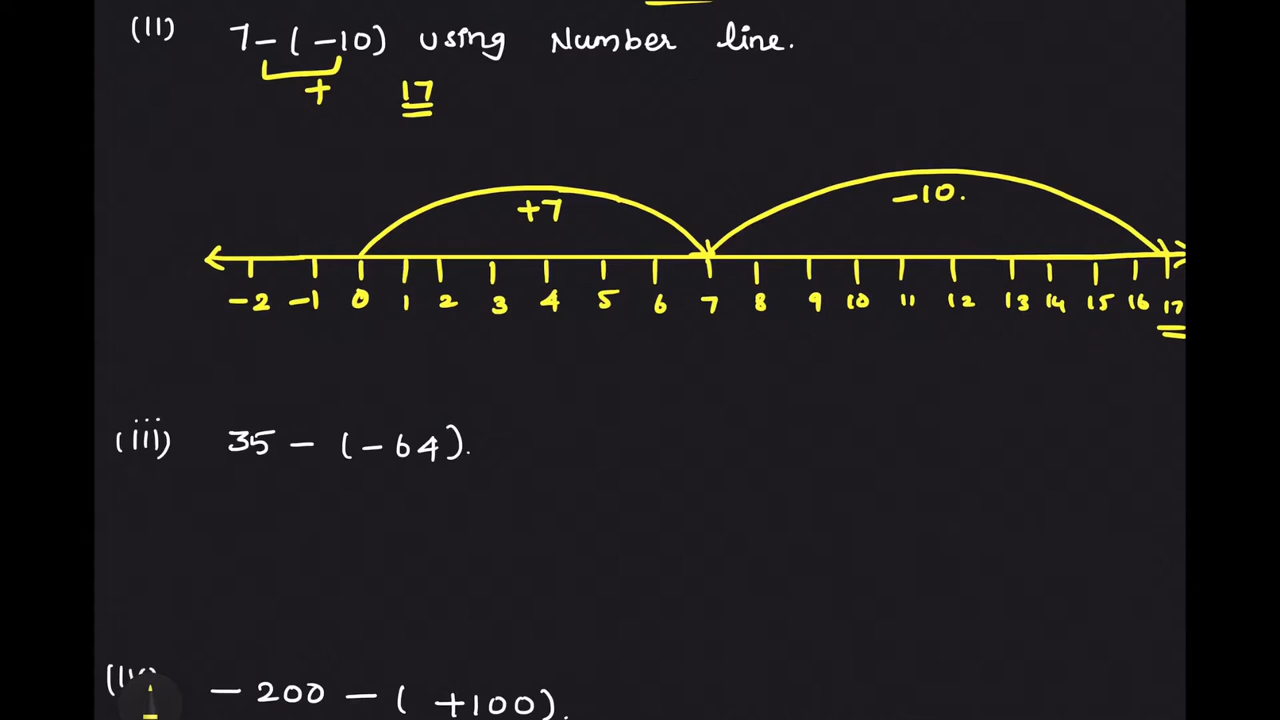 (II) 7 - ( -10) using Number line.
+ 17
+7 -10.
-2 -1 0 1 2 3 4 5 6 7 8 9 10 11 12 13 14 15 16 17
(iii) 35 - ( - 64).
(iv) - 200 - ( +100).